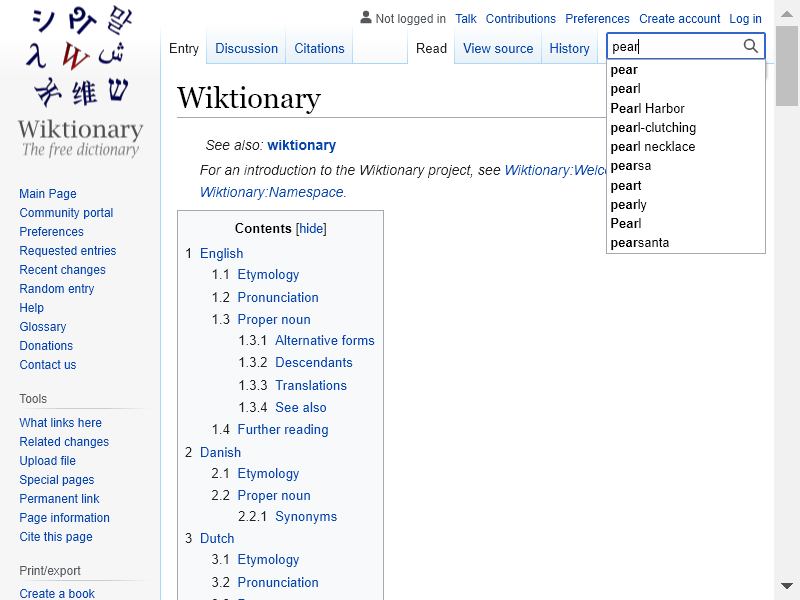 Not logged in Talk Contributions Preferences Create account Log in
Entry Discussion Citations Read View source History pear
pear
pearl
Pearl Harbor
pearl-clutching
pearl necklace
pearsa
peart
pearly
Pearl
pearsanta
Wiktionary
The free dictionary
Main Page
Community portal
Preferences
Requested entries
Recent changes
Random entry
Help
Glossary
Donations
Contact us
Tools
What links here
Related changes
Upload file
Special pages
Permanent link
Page information
Cite this page
Print/export
Create a book
Wiktionary
See also: wiktionary
For an introduction to the Wiktionary project, see
Wiktionary:Namespace.
Contents [hide]
1 English
1.1 Etymology
1.2 Pronunciation
1.3 Proper noun
1.3.1 Alternative forms
1.3.2 Descendants
1.3.3 Translations
1.3.4 See also
1.4 Further reading
2 Danish
2.1 Etymology
2.2 Proper noun
2.2.1 Synonyms
3 Dutch
3.1 Etymology
3.2 Pronunciation